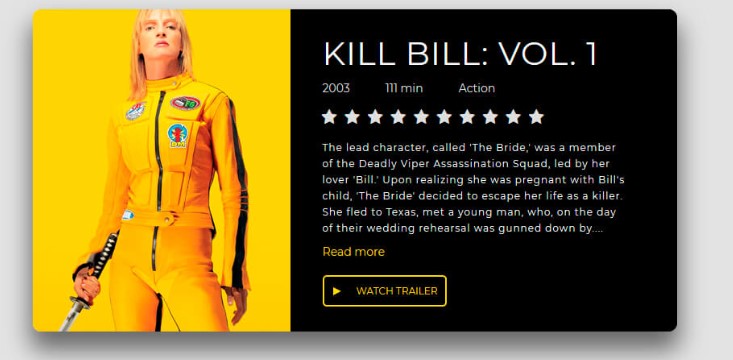 KILL BILL: VOL. 1
2003 111 min Action
The lead character, called 'The Bride,' was a member
of the Deadly Viper Assassination Squad, led by her
lover 'Bill.' Upon realizing she was pregnant with Bill's
child, 'The Bride' decided to escape her life as a killer.
She fled to Texas, met a young man, who, on the day
of their wedding rehearsal was gunned down by....
Read more
WATCH TRAILER